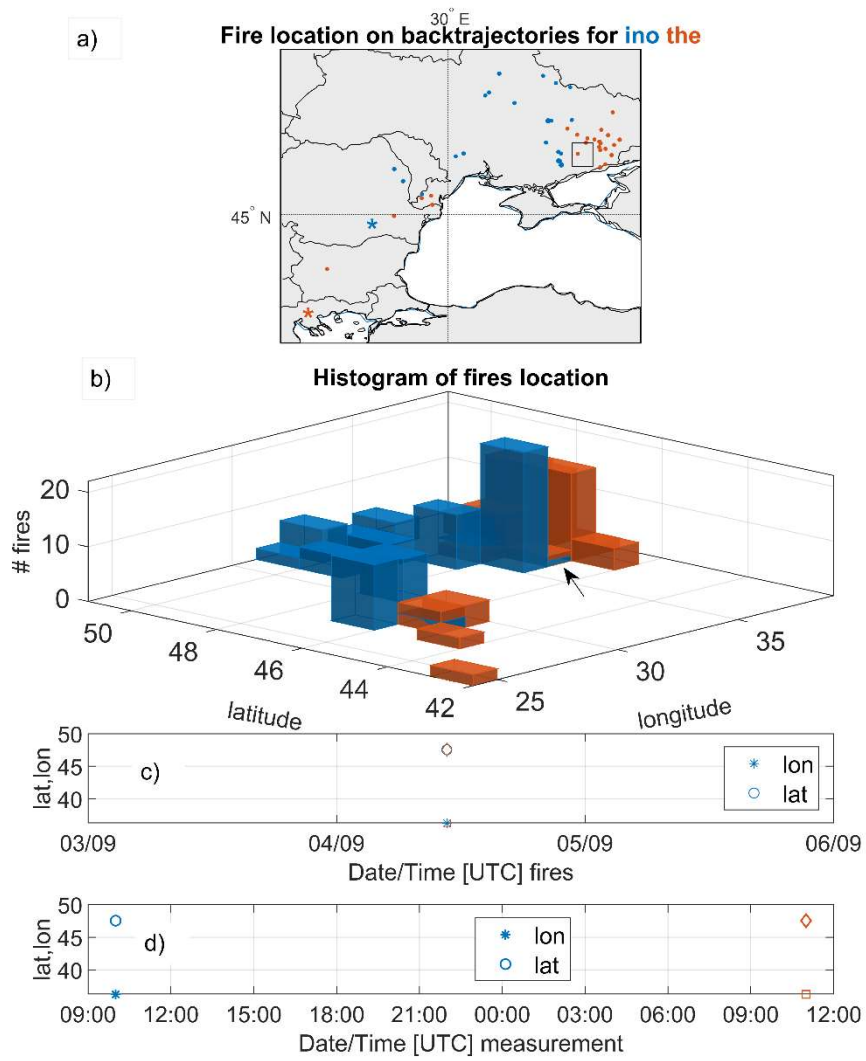 a)
30° E
Fire location on backtrajectories for ino the
45° N
b)
Histogram of fires location
20
10
0
# fires
50
48
46
44
42
latitude
25
30
35
longitude
50
45
40
lat,lon
c)
lon
lat
03/09
04/09
05/09
06/09
Date/Time [UTC] fires
50
45
40
lat,lon
d)
lon
lat
09:00 12:00 15:00 18:00 21:00 00:00 03:00 06:00 09:00 12:00
Date/Time [UTC] measurement